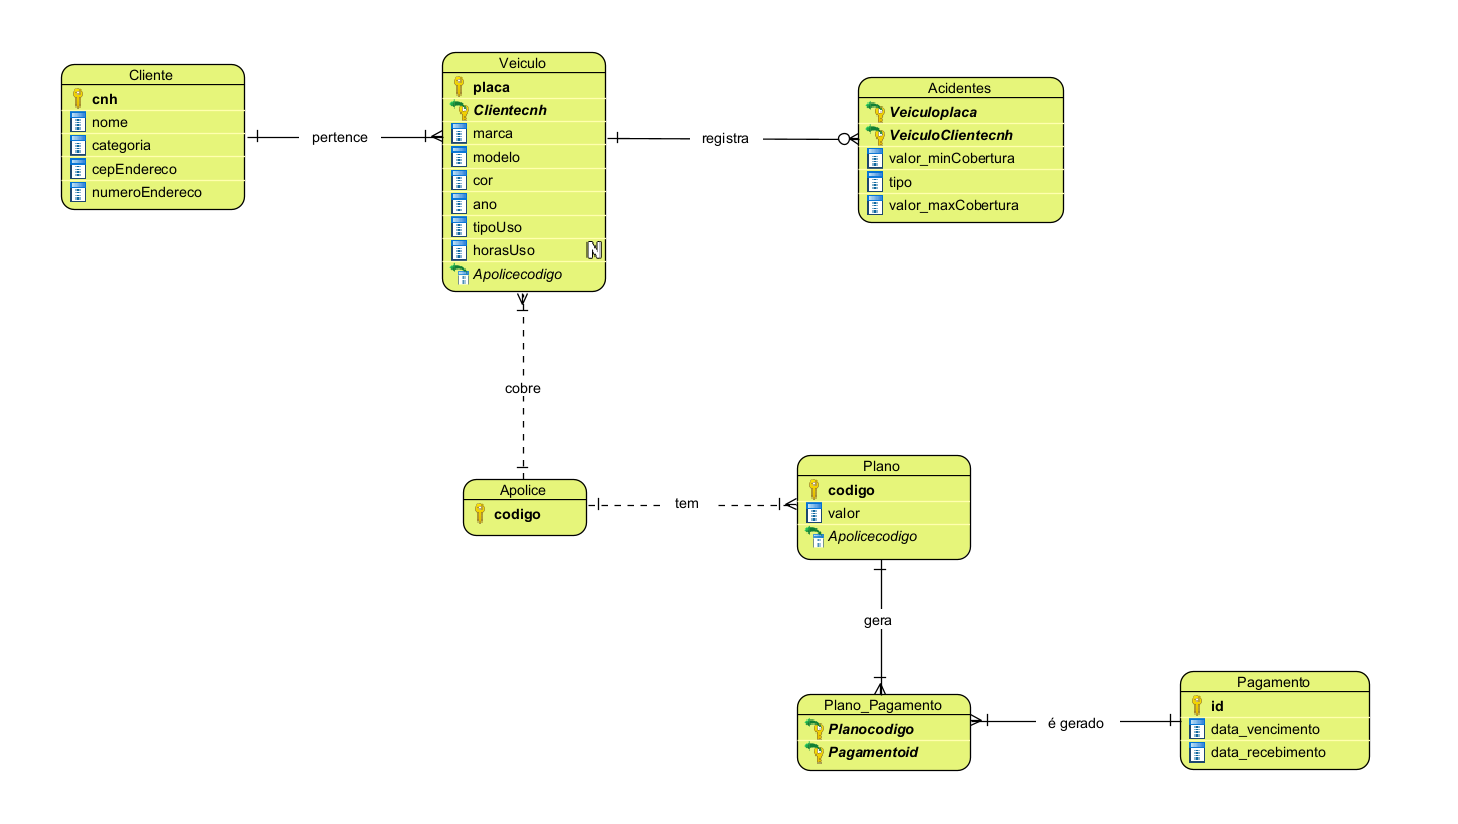 Cliente
cnh
nome
categoria
cepEndereco
numeroEndereco
pertence
Veiculo
placa
Clientecnh
marca
modelo
cor
ano
tipoUso
horasUso N
Apolicecodigo
registra
Acidentes
Veiculoplaca
VeiculoClientecnh
valor_minCobertura
tipo
valor_maxCobertura
cobre
Apolice
codigo
tem
Plano
codigo
valor
Apolicecodigo
gera
Plano_Pagamento
Planocodigo
Pagamentoid
é gerado
Pagamento
id
data_vencimento
data_recebimento